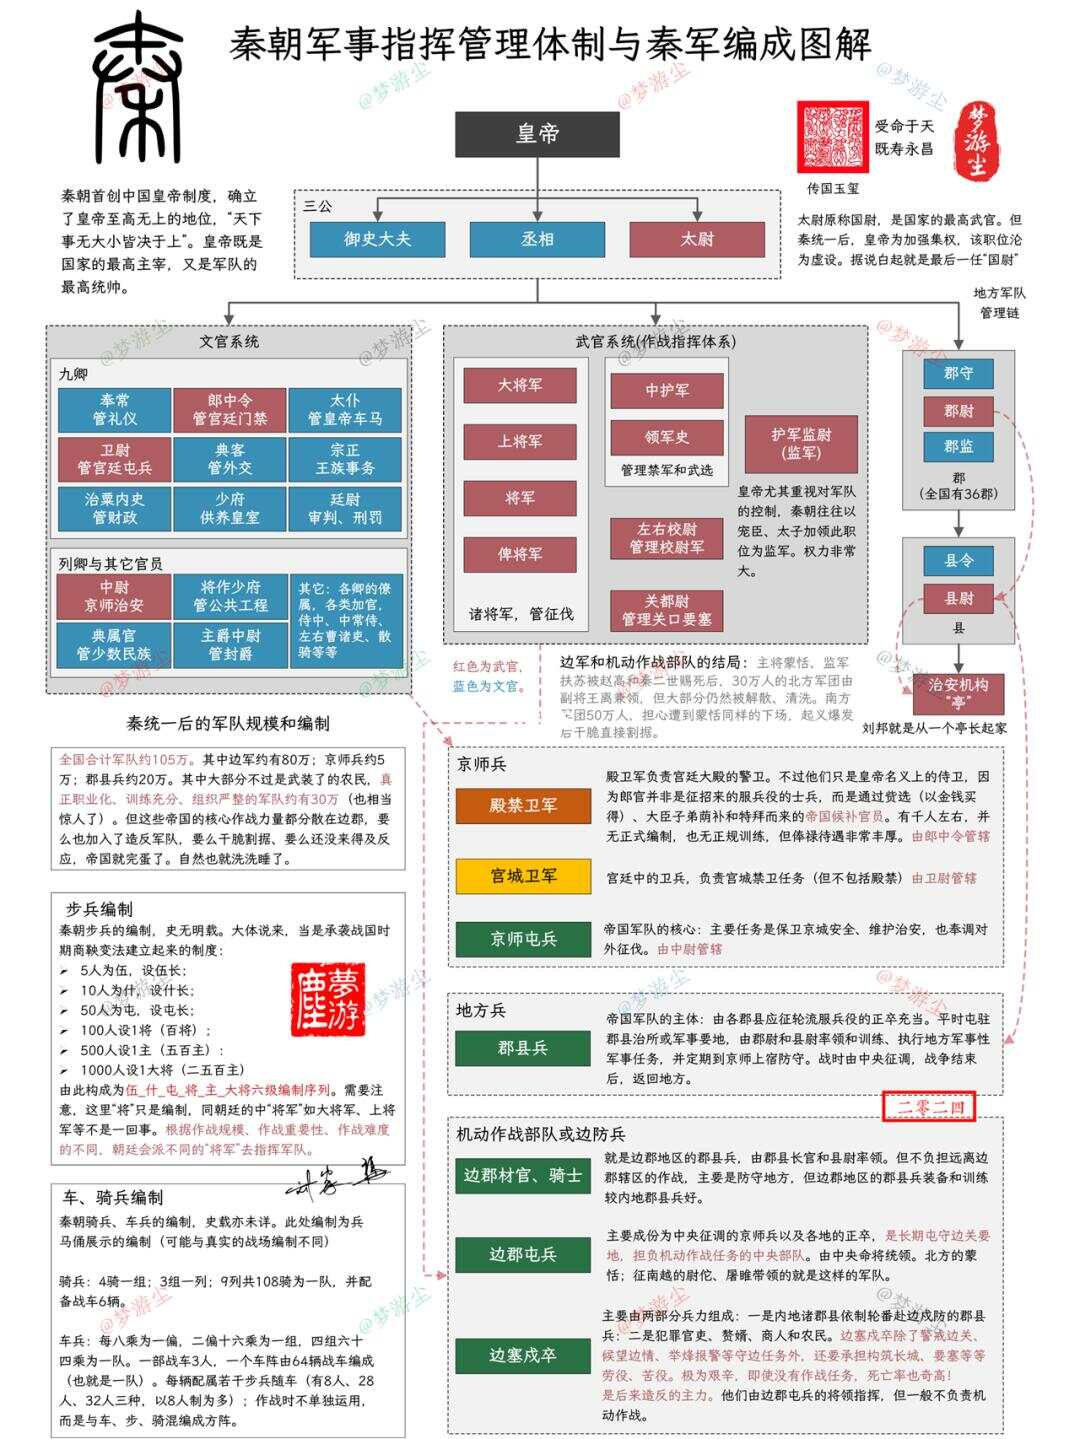 秦朝军事指挥管理体制与秦军编成图解
秦
皇帝
受命于天
既寿永昌
传国玉玺
梦游尘
秦朝首创中国皇帝制度，确立
了皇帝至高无上的地位，“天下
事无大小皆决于上”。皇帝既是
国家的最高主宰，又是军队的
最高统帅。
三公
御史大夫
丞相
太尉
太尉原称国尉，是国家的最高武官。但
秦统一后，皇帝为加强集权，该职位沦
为虚设。据说白起就是最后一任“国尉”
地方军队
管理链
文官系统
九卿
奉常
管礼仪
郎中令
管宫廷门禁
太仆
管皇帝车马
卫尉
管宫廷屯兵
典客
管外交
宗正
王族事务
治粟内史
管财政
少府
供养皇室
廷尉
审判、刑罚
列卿与其它官员
中尉
京师治安
将作少府
管公共工程
典属官
管少数民族
主爵中尉
管封爵
其它：各卿的僚
属，各类加官，
侍中、中常侍、
左右曹诸吏、散
骑等等
武官系统(作战指挥体系)
大将军
上将军
将军
俾将军
诸将军，管征伐
中护军
领军史
管理禁军和武选
左右校尉
管理校尉军
关都尉
管理关口要塞
护军监尉
(监军)
皇帝尤其重视对军队
的控制，秦朝往往以
宠臣、太子加领此职
位为监军。权力非常
大。
郡守
郡尉
郡监
郡
（全国有36郡）
县令
县尉
县
治安机构
“亭”
刘邦就是从一个亭长起家
红色为武官，
蓝色为文官。
边军和机动作战部队的结局：主将蒙恬、监军
扶苏被赵高和秦二世赐死后，30万人的北方军团由
副将王离兼领，但大部分仍然被解散、清洗。南方
军团50万人，担心遭到蒙恬同样的下场，起义爆发
后干脆直接割据。
秦统一后的军队规模和编制
全国合计军队约105万。其中边军约有80万；京师兵约5
万；郡县兵约20万。其中大部分不过是武装了的农民，真
正职业化、训练充分、组织严整的军队约有30万（也相当
惊人了）。但这些帝国的核心作战力量都分散在边郡，要
么也加入了造反军队，要么干脆割据、要么还没来得及反
应，帝国就完蛋了。自然也就洗洗睡了。
步兵编制
秦朝步兵的编制，史无明载。大体说来，当是承袭战国时
期商鞅变法建立起来的制度：
➢ 5人为伍，设伍长；
➢ 10人为什，设什长；
➢ 50人为屯，设屯长；
➢ 100人设1将（百将）；
➢ 500人设1主（五百主）：
➢ 1000人设1大将（二五百主）
由此构成为伍_什_屯_将_主_大将六级编制序列。需要注
意，这里“将”只是编制，同朝廷的中“将军”如大将军、上将
军等不是一回事。根据作战规模、作战重要性、作战难度
的不同，朝廷会派不同的“将军”去指挥军队。
夢游塵
车、骑兵编制
秦朝骑兵、车兵的编制，史载亦未详。此处编制为兵
马俑展示的编制（可能与真实的战场编制不同）
骑兵：4骑一组；3组一列；9列共108骑为一队，并配
备战车6辆。
车兵：每八乘为一偏，二偏十六乘为一组，四组六十
四乘为一队。一部战车3人，一个车阵由64辆战车编成
（也就是一队）。每辆配属若干步兵随车（有8人、28
人、32人三种，以8人制为多）；作战时不单独运用，
而是与车、步、骑混编成方阵。
京师兵
殿禁卫军
殿卫军负责宫廷大殿的警卫。不过他们只是皇帝名义上的侍卫，因
为郎官并非是征招来的服兵役的士兵，而是通过赀选（以金钱买
得）、大臣子弟荫补和特拜而来的帝国候补官员。有千人左右，并
无正式编制，也无正规训练，但俸禄待遇非常丰厚。由郎中令管辖
宫城卫军
宫廷中的卫兵，负责宫城禁卫任务（但不包括殿禁）由卫尉管辖
京师屯兵
帝国军队的核心：主要任务是保卫京城安全、维护治安，也奉调对
外征伐。由中尉管辖
地方兵
郡县兵
帝国军队的主体：由各郡县应征轮流服兵役的正卒充当。平时屯驻
郡县治所或军事要地，由郡尉和县尉率领和训练、执行地方军事性
军事任务，并定期到京师上宿防守。战时由中央征调，战争结束
后，返回地方。
二零二四
机动作战部队或边防兵
边郡材官、骑士
就是边郡地区的郡县兵，由郡县长官和县尉率领。但不负担远离边
郡辖区的作战，主要是防守地方，但边郡地区的郡县兵装备和训练
较内地郡县兵好。
边郡屯兵
主要成份为中央征调的京师兵以及各地的正卒，是长期屯守边关要
地，担负机动作战任务的中央部队。由中央命将统领。北方的蒙
恬；征南越的尉佗、屠睢带领的就是这样的军队。
边塞戍卒
主要由两部分兵力组成：一是内地诸郡县依制轮番赴边戍防的郡县
兵：二是犯罪官吏、赘婿、商人和农民。边塞戍卒除了警戒边关、
候望边情、举烽报警等守边任务外，还要承担构筑长城、要塞等等
劳役、苦役。极为艰辛，即使没有作战任务，死亡率也奇高！
是后来造反的主力。他们由边郡屯兵的将领指挥，但一般不负责机
动作战。
@梦游尘